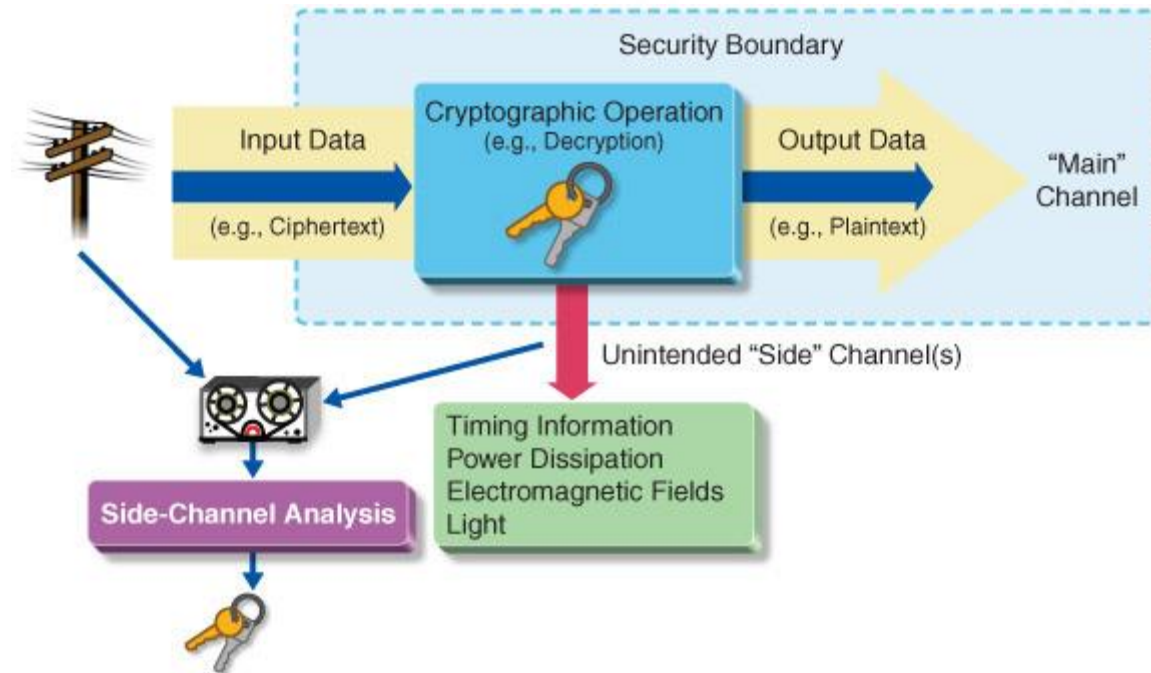 Security Boundary
Cryptographic Operation
(e.g., Decryption)
Input Data
(e.g., Ciphertext)
Output Data
(e.g., Plaintext)
“Main”
Channel
Unintended “Side” Channel(s)
Timing Information
Power Dissipation
Electromagnetic Fields
Light
Side-Channel Analysis